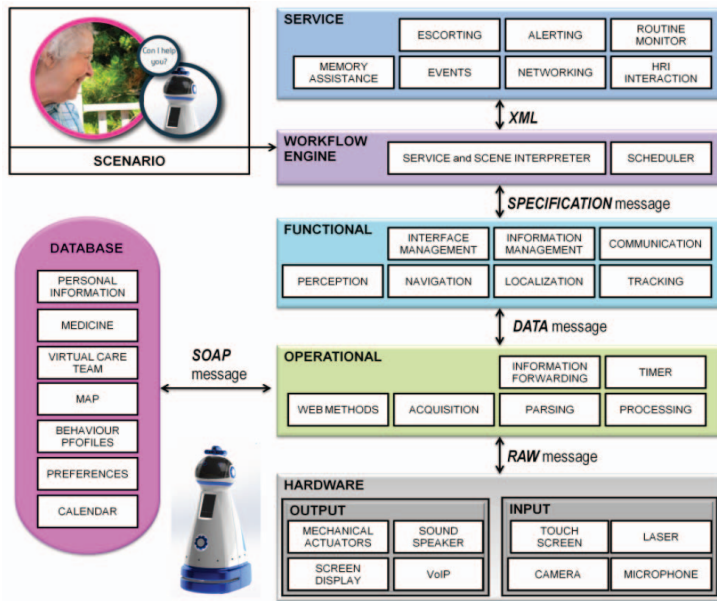 Can I help
you?
SCENARIO
SERVICE
ESCORTING
ALERTING
ROUTINE
MONITOR
MEMORY
ASSISTANCE
EVENTS
NETWORKING
HRI
INTERACTION
XML
WORKFLOW
ENGINE
SERVICE and SCENE INTERPRETER
SCHEDULER
SPECIFICATION message
FUNCTIONAL
INTERFACE
MANAGEMENT
INFORMATION
MANAGEMENT
COMMUNICATION
PERCEPTION
NAVIGATION
LOCALIZATION
TRACKING
DATA message
DATABASE
PERSONAL
INFORMATION
MEDICINE
VIRTUAL CARE
TEAM
MAP
BEHAVIOUR
PFOFILES
PREFERENCES
CALENDAR
SOAP
message
OPERATIONAL
INFORMATION
FORWARDING
TIMER
WEB METHODS
ACQUISITION
PARSING
PROCESSING
RAW message
HARDWARE
OUTPUT
MECHANICAL
ACTUATORS
SOUND
SPEAKER
SCREEN
DISPLAY
VoIP
INPUT
TOUCH
SCREEN
LASER
CAMERA
MICROPHONE